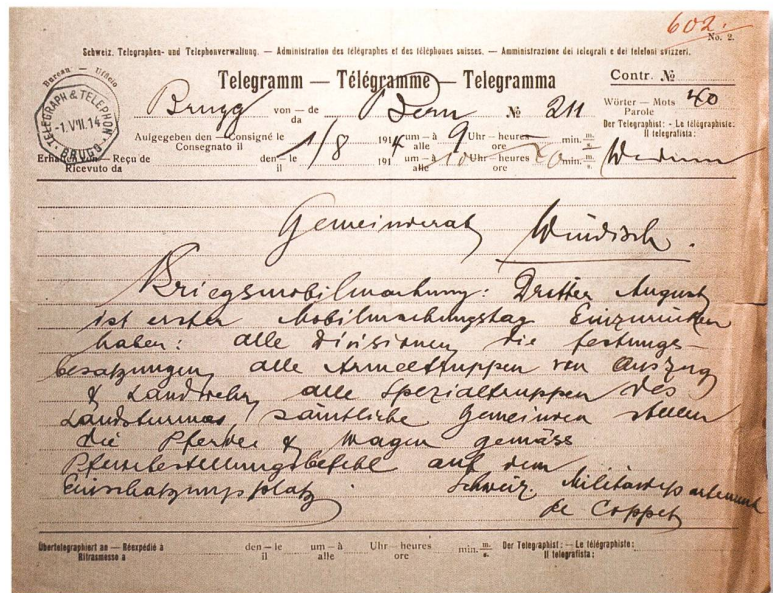 602.
No. 2.
Schweiz. Telegraphen- und Telephonverwaltung. — Administration des télégraphes et des téléphones suisses. — Amministrazione dei telegrafi e dei telefoni svizzeri.
Bureau — Ufficio
Telegramm — Télégramme — Telegramma
Contr. №
TELEGRAPH & TELEPHON
-1.VIII.14
BRUGG
Brugg von — de da Bern № 211
Wörter — Mots Parole 40
Aufgegeben den — Consigné le Consegnato il 1/8 1914 um — à alle 9 Uhr — heures ore min. m. s.
Der Telegraphist: - Le télégraphiste: Il telegrafista:
Erhalten von — Reçu de Ricevuto da den — le il 191 um — à alle 10 Uhr — heures ore min. m. s.
Gemeinderat Windisch.
Kriegsmobilmachung: Dritter August
ist erster Mobilmachungstag Einzurücken
haben: alle Divisionen die Festungs-
besatzungen, alle Armeetruppen von Auszug
& Landwehr, alle Spezialtruppen des
Landsturmes sämtliche Gemeinden stellen
die Pferde & Wagen gemäss
Pferdestellungsbefehl auf dem
Einschatzungsplatz.
Schweiz. Militärdepartement
de Coppet
Übertelegraphiert an — Réexpédié à Ritrasmesso a den — le il um — à alle Uhr — heures ore min. m. s. Der Telegraphist: — Le télégraphiste: Il telegrafista: